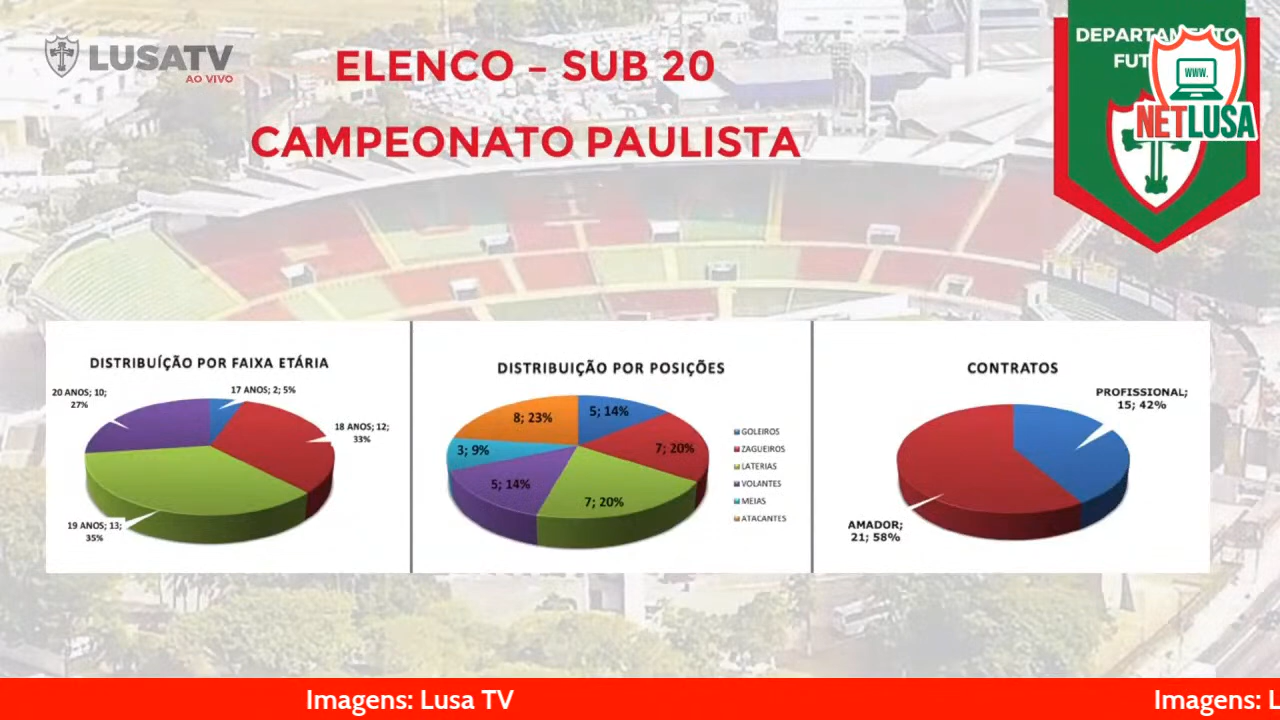 LUSATV
AO VIVO
ELENCO – SUB 20
CAMPEONATO PAULISTA
WWW.
NETLUSA
DISTRIBUÍÇÃO POR FAIXA ETÁRIA
17 ANOS; 2; 5%
20 ANOS; 10;
27%
18 ANOS; 12;
33%
19 ANOS; 13;
35%
DISTRIBUIÇÃO POR POSIÇÕES
5; 14%
8; 23%
7; 20%
3; 9%
5; 14%
7; 20%
GOLEIROS
ZAGUEIROS
LATERIAS
VOLANTES
MEIAS
ATACANTES
CONTRATOS
PROFISSIONAL;
15; 42%
AMADOR;
21; 58%
Imagens: Lusa TV
Imagens: L